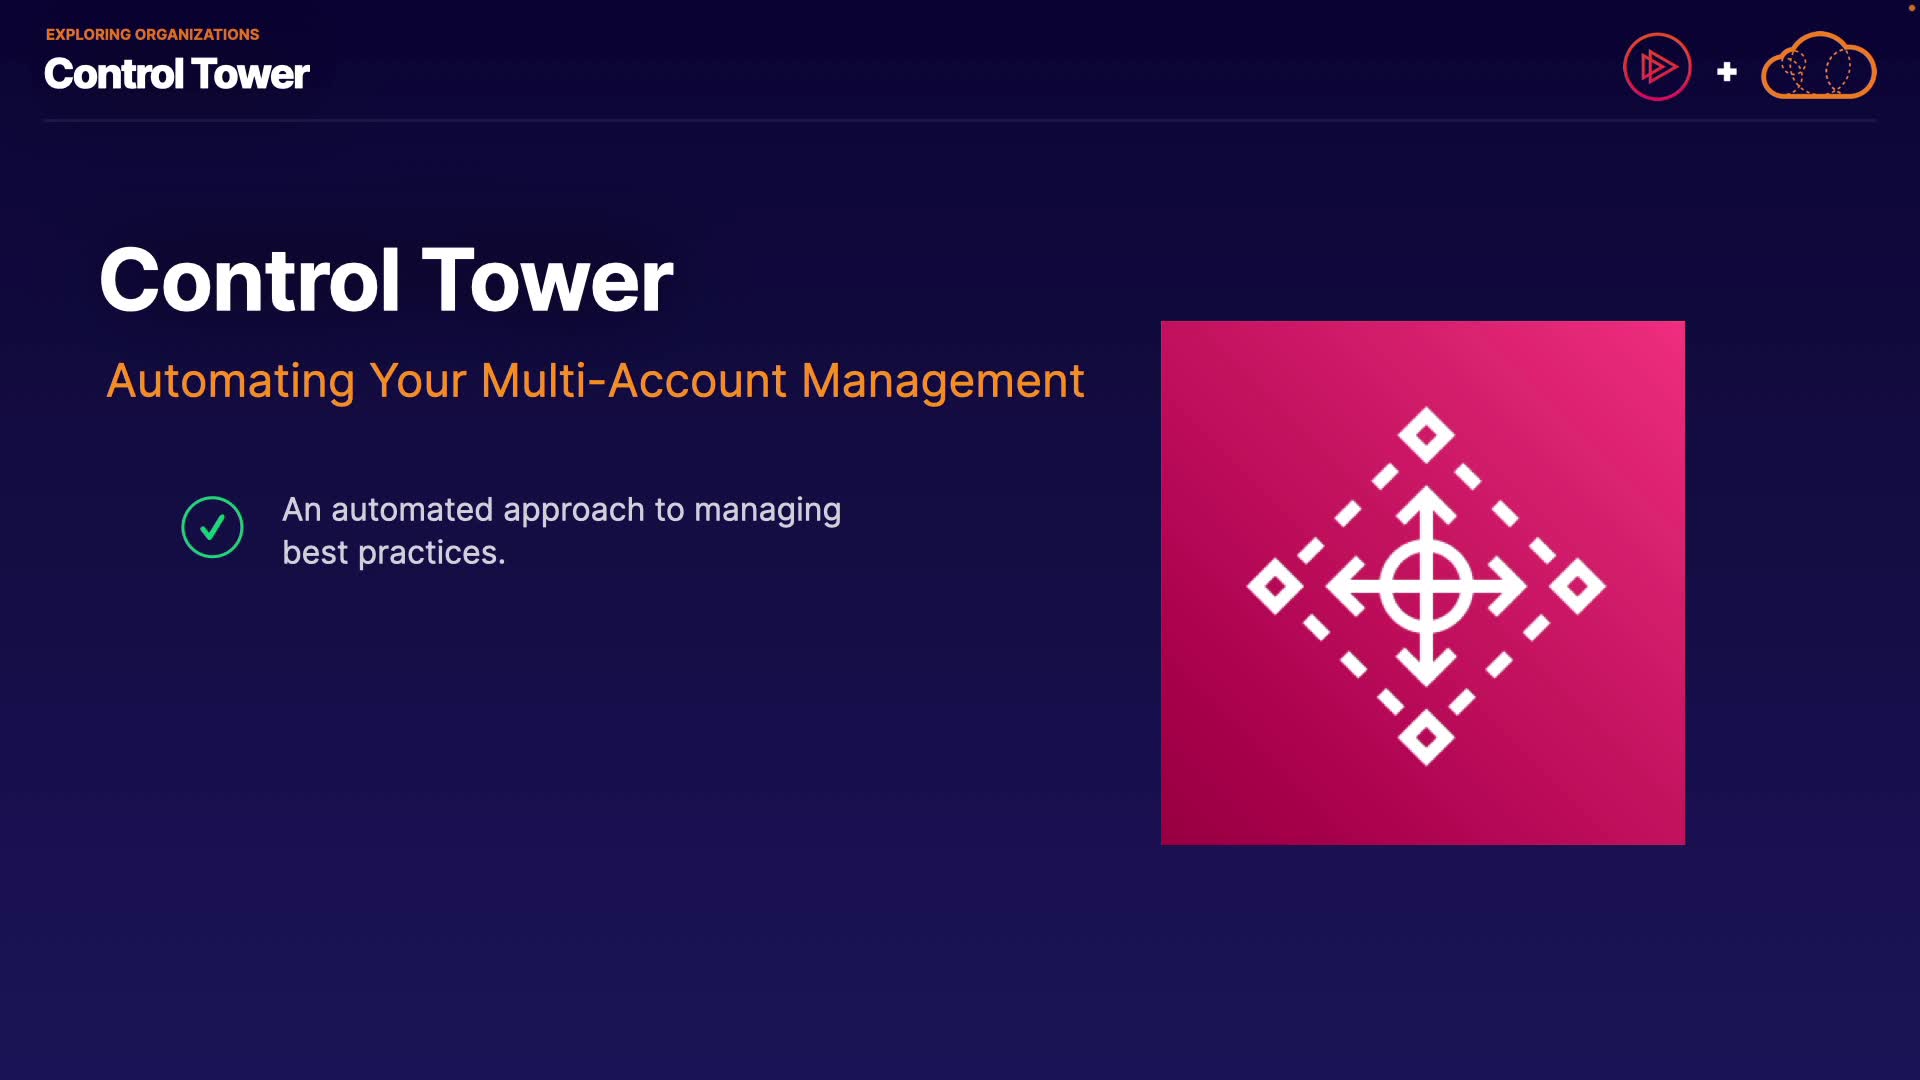 EXPLORING ORGANIZATIONS
Control Tower
Control Tower
Automating Your Multi-Account Management
An automated approach to managing
best practices.